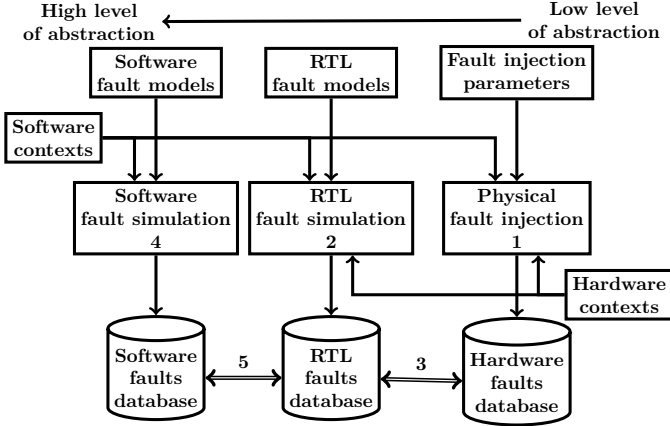 High level
of abstraction
Low level
of abstraction
Software
fault models
RTL
fault models
Fault injection
parameters
Software
contexts
Software
fault simulation
4
RTL
fault simulation
2
Physical
fault injection
1
Hardware
contexts
Software
faults
database
5
RTL
faults
database
3
Hardware
faults
database